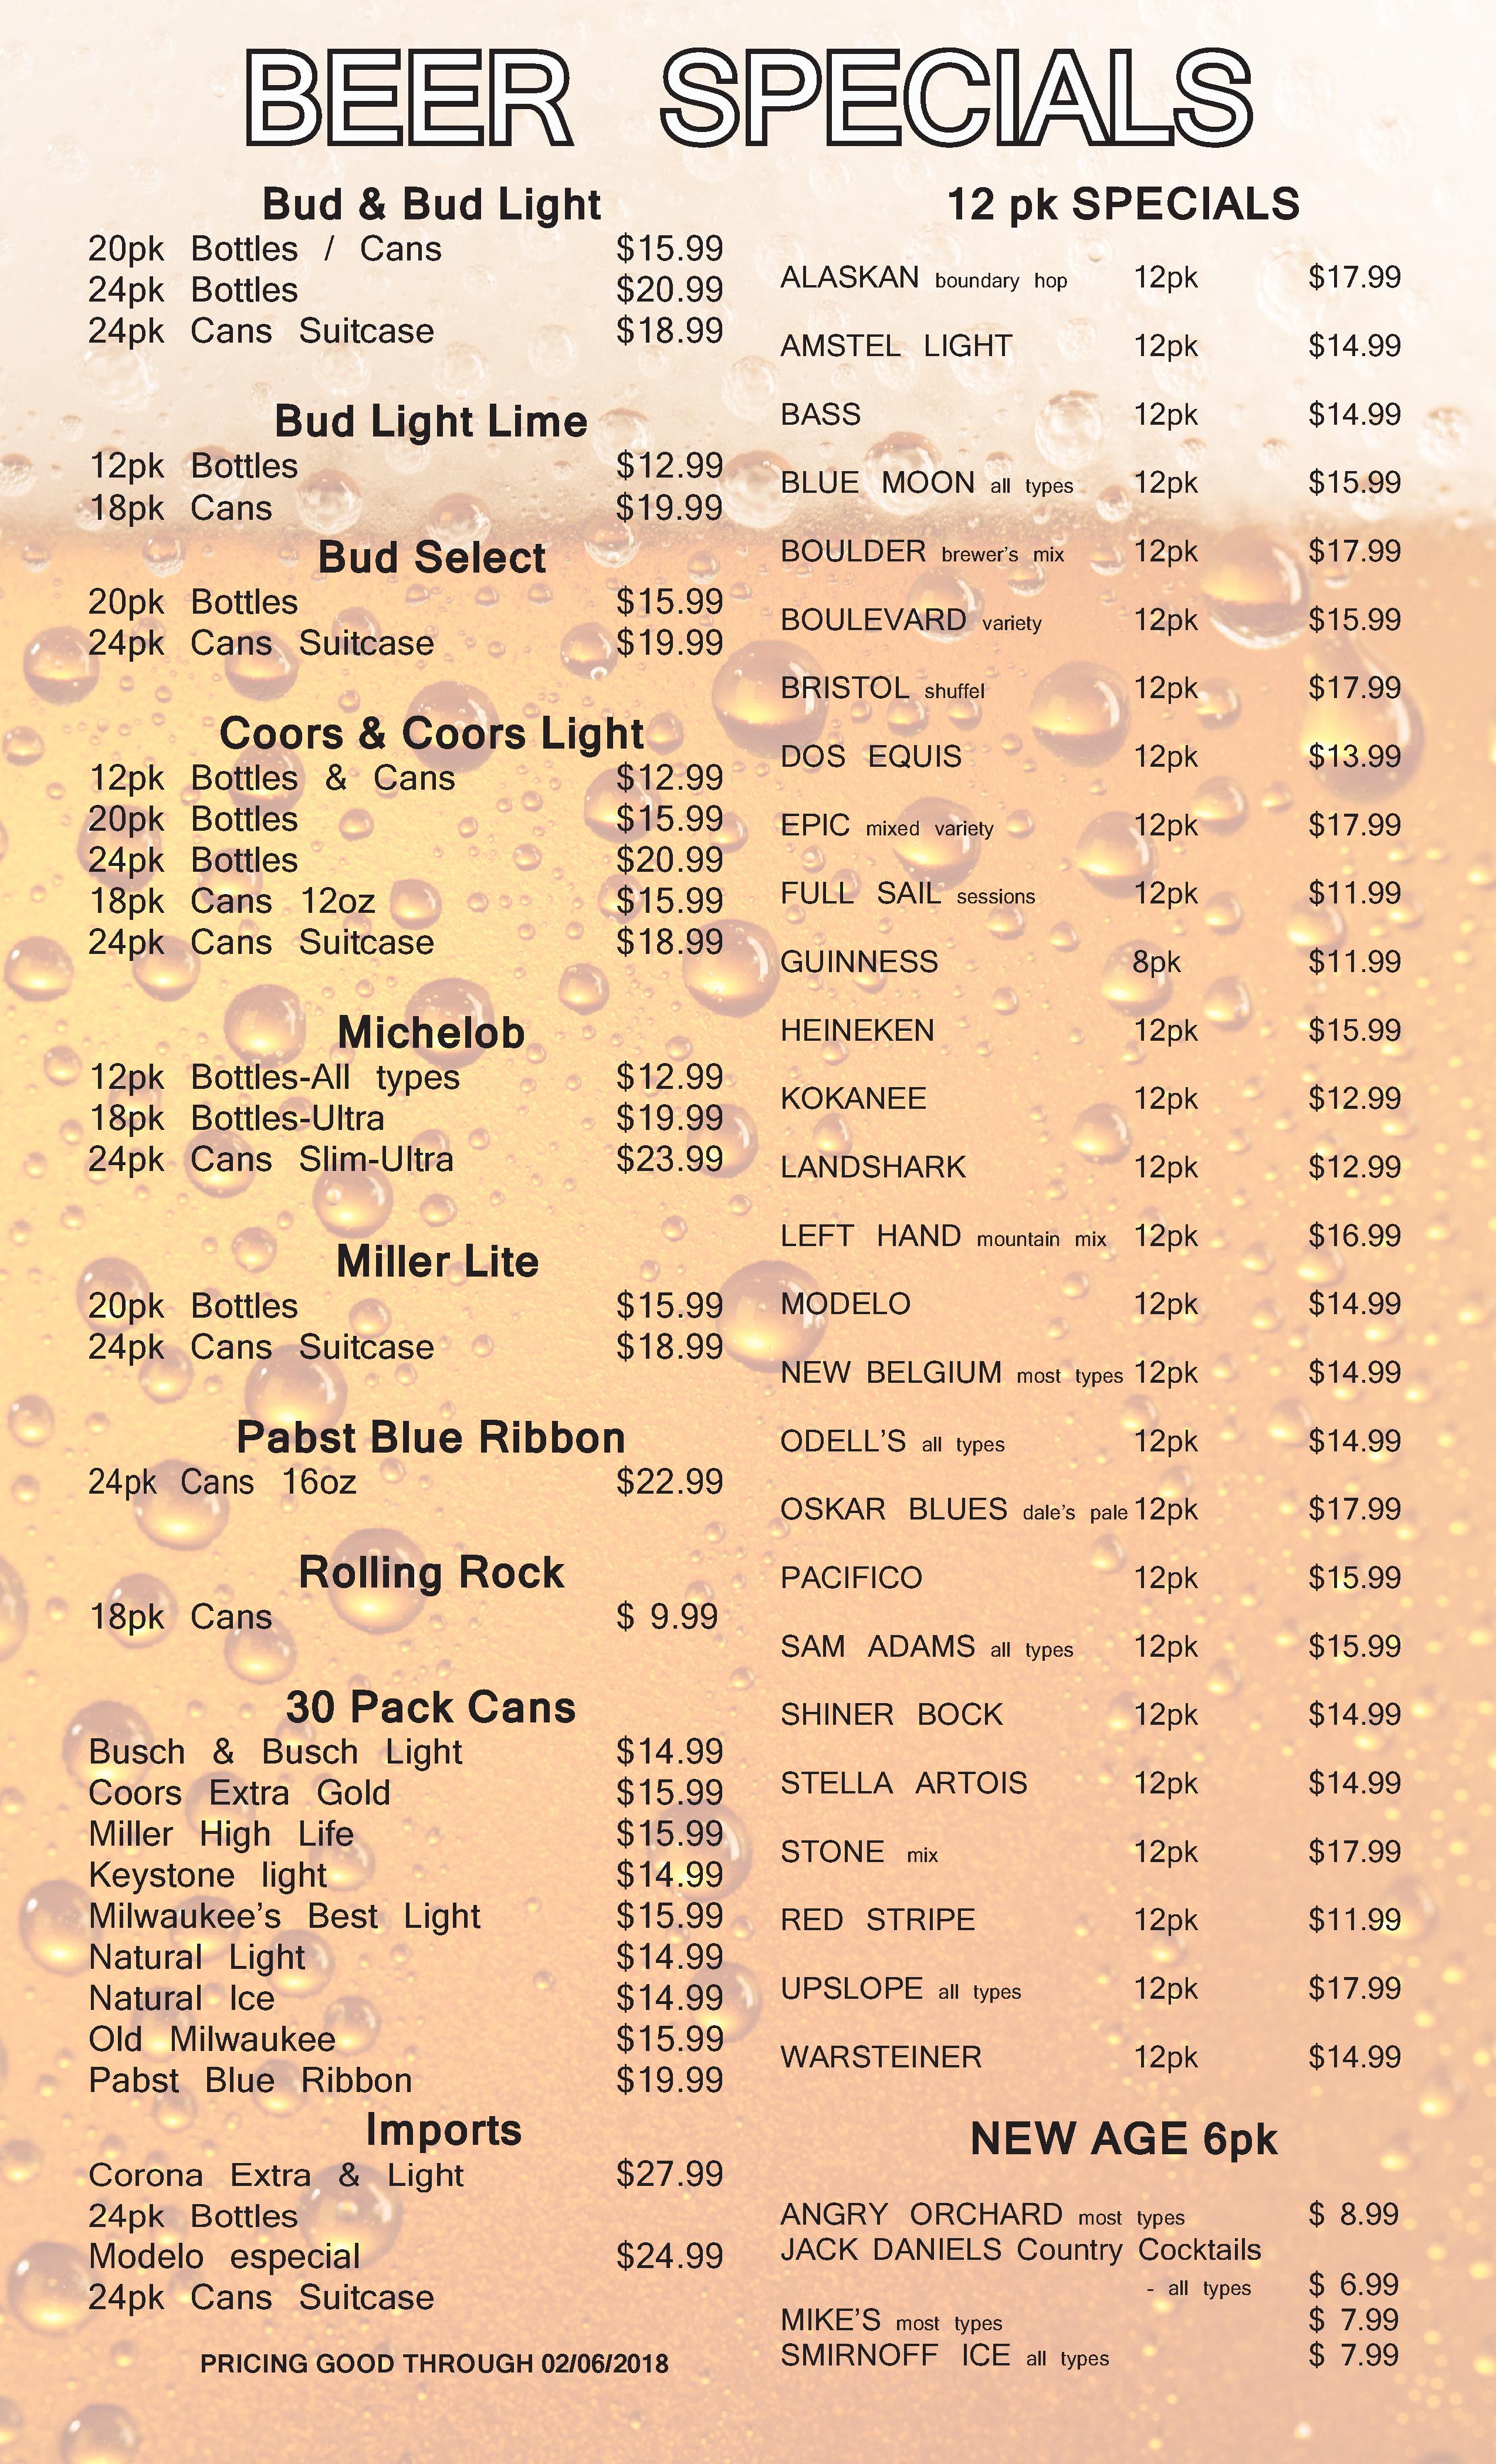 BEER SPECIALS
Bud & Bud Light
20pk Bottles / Cans $15.99
24pk Bottles $20.99
24pk Cans Suitcase $18.99
Bud Light Lime
12pk Bottles $12.99
18pk Cans $19.99
Bud Select
20pk Bottles $15.99
24pk Cans Suitcase $19.99
Coors & Coors Light
12pk Bottles & Cans $12.99
20pk Bottles $15.99
24pk Bottles $20.99
18pk Cans 12oz $15.99
24pk Cans Suitcase $18.99
Michelob
12pk Bottles-All types $12.99
18pk Bottles-Ultra $19.99
24pk Cans Slim-Ultra $23.99
Miller Lite
20pk Bottles $15.99
24pk Cans Suitcase $18.99
Pabst Blue Ribbon
24pk Cans 16oz $22.99
Rolling Rock
18pk Cans $ 9.99
30 Pack Cans
Busch & Busch Light $14.99
Coors Extra Gold $15.99
Miller High Life $15.99
Keystone light $14.99
Milwaukee's Best Light $15.99
Natural Light $14.99
Natural Ice $14.99
Old Milwaukee $15.99
Pabst Blue Ribbon $19.99
Imports
Corona Extra & Light $27.99
24pk Bottles
Modelo especial $24.99
24pk Cans Suitcase
PRICING GOOD THROUGH 02/06/2018
12 pk SPECIALS
ALASKAN boundary hop 12pk $17.99
AMSTEL LIGHT 12pk $14.99
BASS 12pk $14.99
BLUE MOON all types 12pk $15.99
BOULDER brewer's mix 12pk $17.99
BOULEVARD variety 12pk $15.99
BRISTOL shuffel 12pk $17.99
DOS EQUIS 12pk $13.99
EPIC mixed variety 12pk $17.99
FULL SAIL sessions 12pk $11.99
GUINNESS 8pk $11.99
HEINEKEN 12pk $15.99
KOKANEE 12pk $12.99
LANDSHARK 12pk $12.99
LEFT HAND mountain mix 12pk $16.99
MODELO 12pk $14.99
NEW BELGIUM most types 12pk $14.99
ODELL'S all types 12pk $14.99
OSKAR BLUES dale's pale 12pk $17.99
PACIFICO 12pk $15.99
SAM ADAMS all types 12pk $15.99
SHINER BOCK 12pk $14.99
STELLA ARTOIS 12pk $14.99
STONE mix 12pk $17.99
RED STRIPE 12pk $11.99
UPSLOPE all types 12pk $17.99
WARSTEINER 12pk $14.99
NEW AGE 6pk
ANGRY ORCHARD most types $ 8.99
JACK DANIELS Country Cocktails
- all types $ 6.99
MIKE'S most types $ 7.99
SMIRNOFF ICE all types $ 7.99